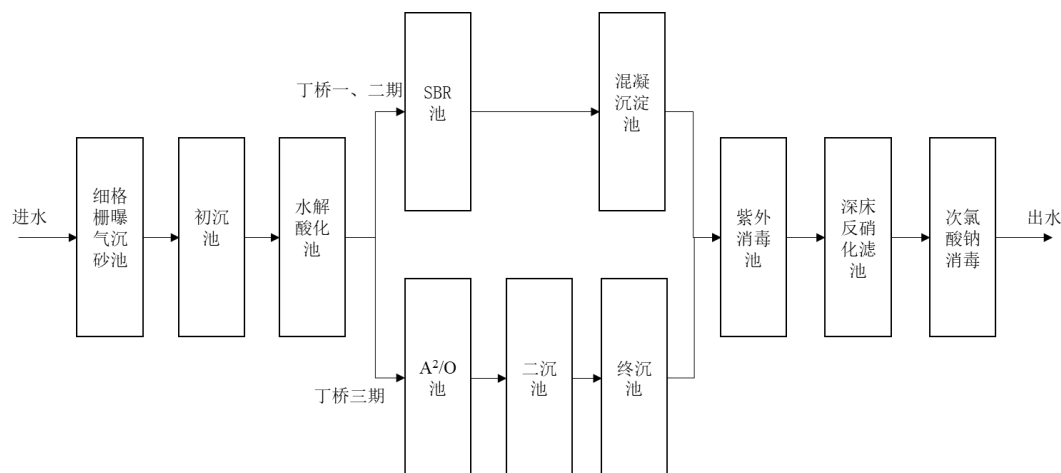 进水
细格
栅曝
气沉
砂池
初沉
池
水解
酸化
池
丁桥一、二期
SBR
池
混凝
沉淀
池
丁桥三期
A²/O
池
二沉
池
终沉
池
紫外
消毒
池
深床
反硝
化滤
池
次氯
酸钠
消毒
出水